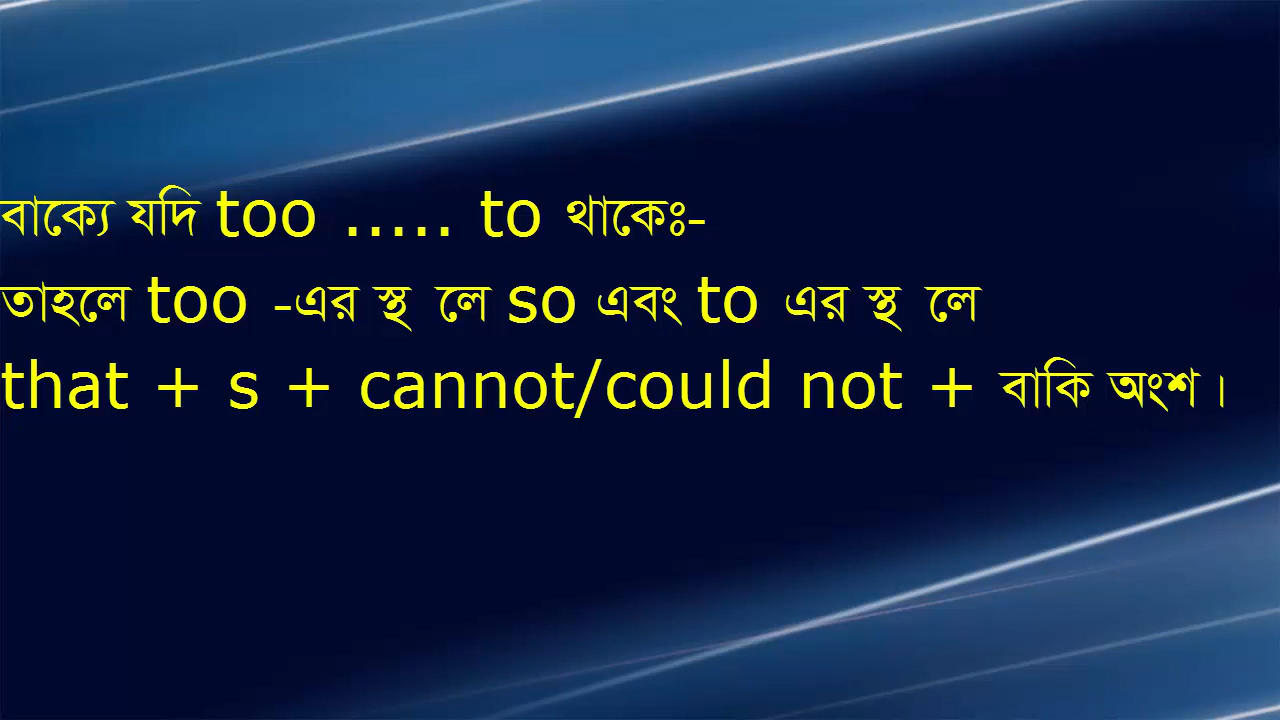 বাক্যে যদি too ..... to থাকেঃ-
তাহলে too -এর স্থ লে so এবং to এর স্থ লে
that + s + cannot/could not + বাকি অংশ।